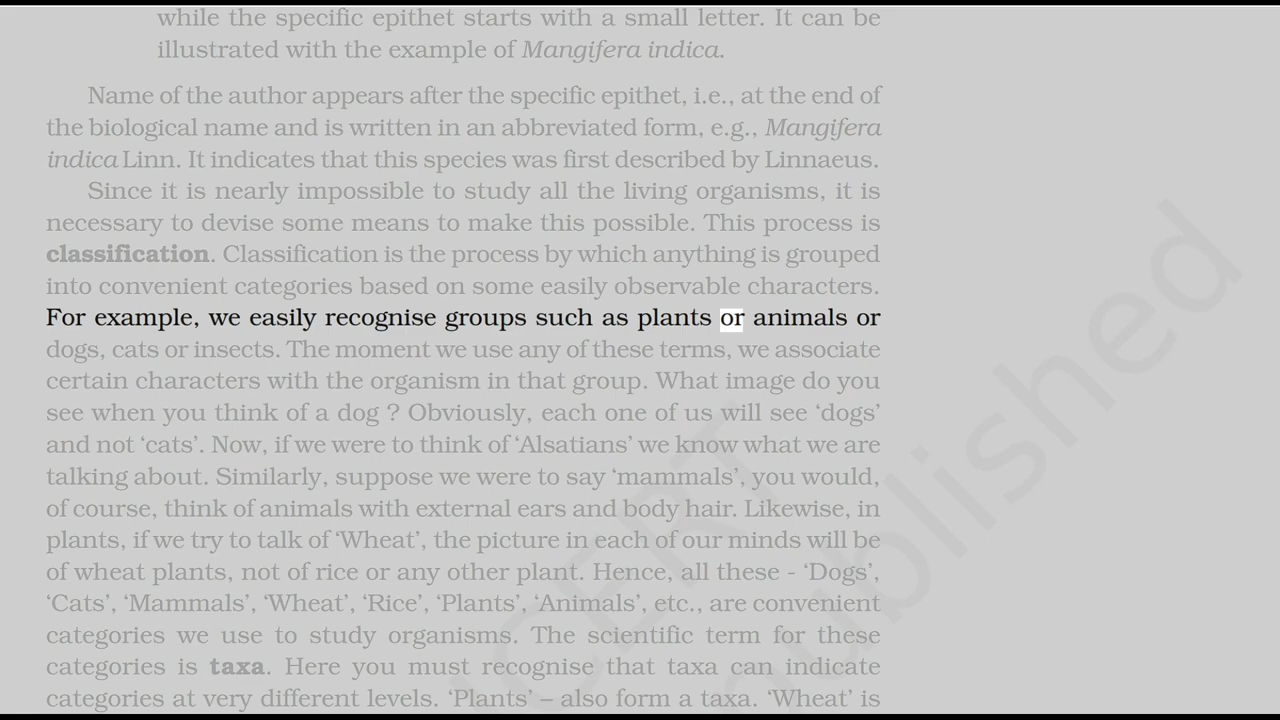 while the specific epithet starts with a small letter. It can be
illustrated with the example of Mangifera indica.
Name of the author appears after the specific epithet, i.e., at the end of
the biological name and is written in an abbreviated form, e.g., Mangifera
indica Linn. It indicates that this species was first described by Linnaeus.
Since it is nearly impossible to study all the living organisms, it is
necessary to devise some means to make this possible. This process is
classification. Classification is the process by which anything is grouped
into convenient categories based on some easily observable characters.
For example, we easily recognise groups such as plants or animals or
dogs, cats or insects. The moment we use any of these terms, we associate
certain characters with the organism in that group. What image do you
see when you think of a dog ? Obviously, each one of us will see ‘dogs’
and not ‘cats’. Now, if we were to think of ‘Alsatians’ we know what we are
talking about. Similarly, suppose we were to say ‘mammals’, you would,
of course, think of animals with external ears and body hair. Likewise, in
plants, if we try to talk of ‘Wheat’, the picture in each of our minds will be
of wheat plants, not of rice or any other plant. Hence, all these - ‘Dogs’,
‘Cats’, ‘Mammals’, ‘Wheat’, ‘Rice’, ‘Plants’, ‘Animals’, etc., are convenient
categories we use to study organisms. The scientific term for these
categories is taxa. Here you must recognise that taxa can indicate
categories at very different levels. ‘Plants’ – also form a taxa. ‘Wheat’ is